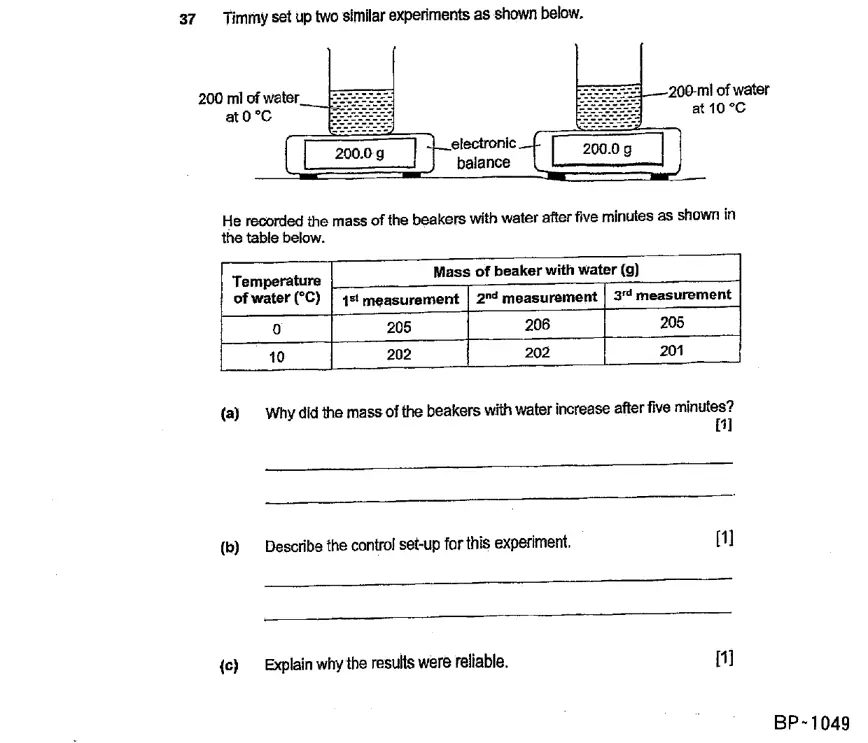 37 Timmy set up two similar experiments as shown below.
200 ml of water
at 0 °C
200 ml of water
at 10 °C
electronic
balance
200.0 g
200.0 g
He recorded the mass of the beakers with water after five minutes as shown in
the table below.
Temperature
of water (°C)
Mass of beaker with water (g)
1st measurement 2nd measurement 3rd measurement
0 205 206 205
10 202 202 201
(a) Why did the mass of the beakers with water increase after five minutes?
[1]
(b) Describe the control set-up for this experiment. [1]
(c) Explain why the results were reliable. [1]
BP-1049